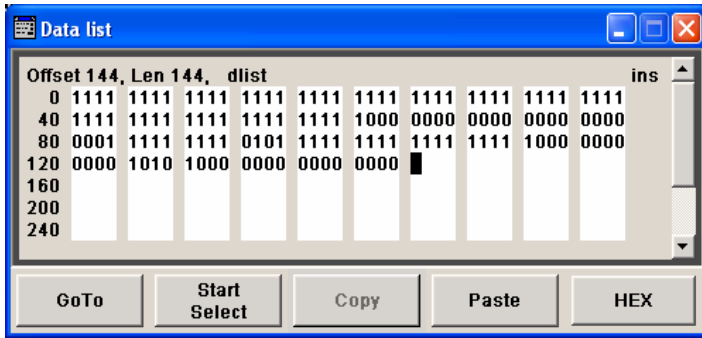 Data list
Offset 144, Len 144, dlist ins
0 1111 1111 1111 1111 1111 1111 1111 1111 1111 1111
40 1111 1111 1111 1111 1111 1000 0000 0000 0000 0000
80 0001 1111 1111 0101 1111 1111 1111 1111 1000 0000
120 0000 1010 1000 0000 0000 0000
160
200
240
GoTo Start Select Copy Paste HEX